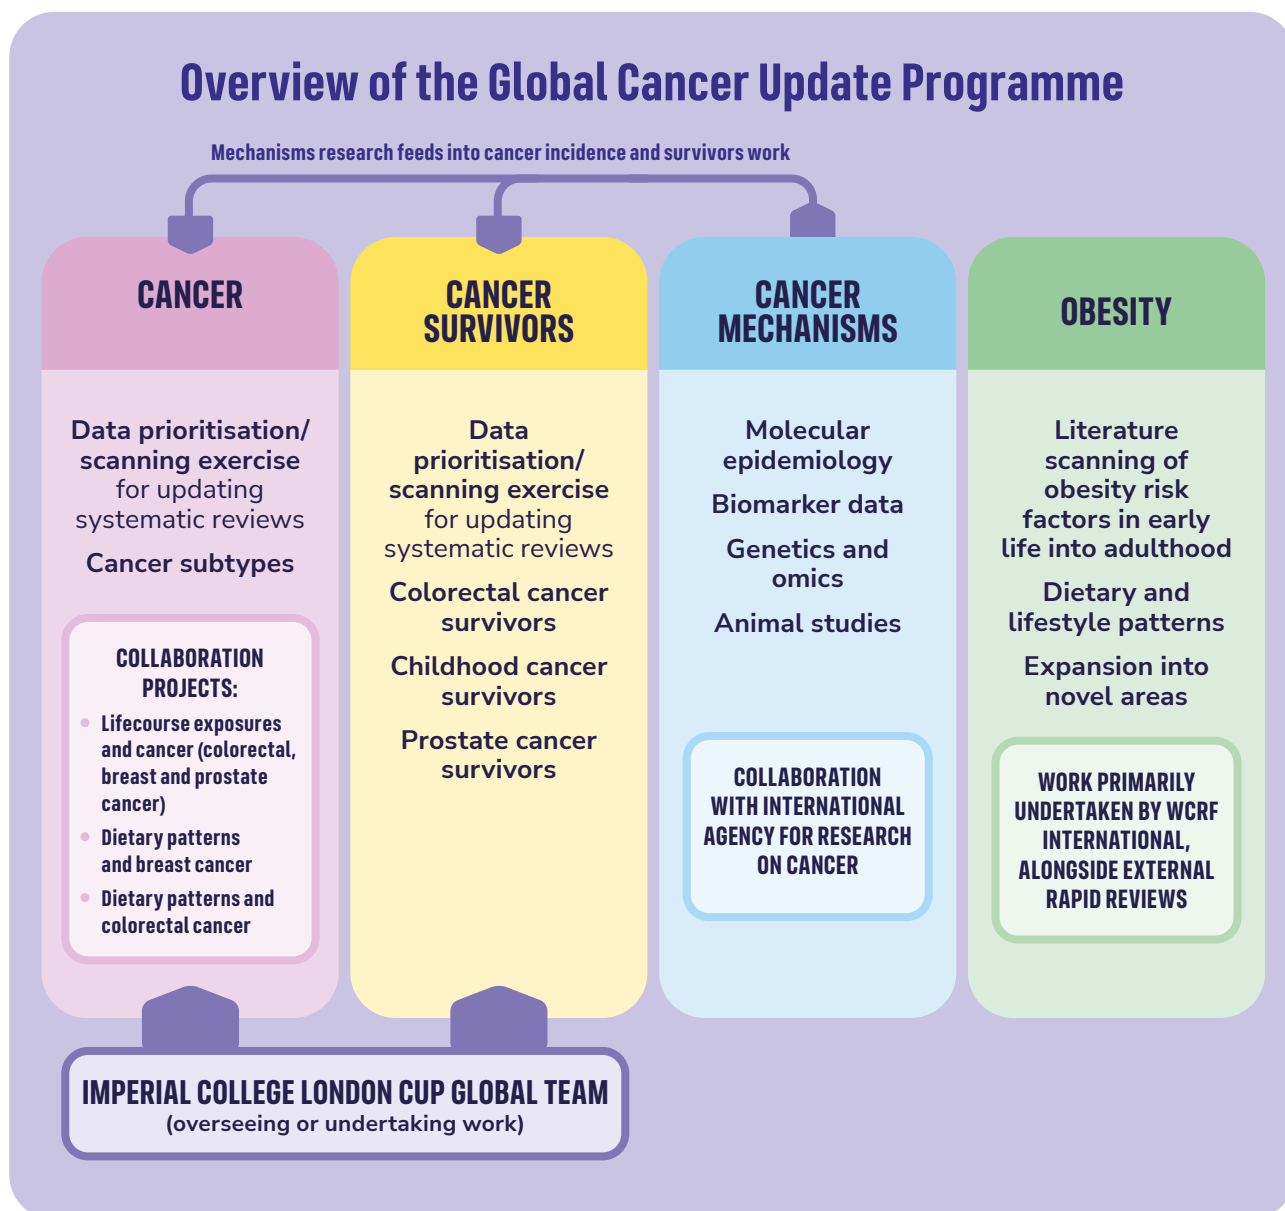 Overview of the Global Cancer Update Programme
Mechanisms research feeds into cancer incidence and survivors work
CANCER
Data prioritisation/
scanning exercise
for updating
systematic reviews
Cancer subtypes
COLLABORATION
PROJECTS:
• Lifecourse exposures
and cancer (colorectal,
breast and prostate
cancer)
• Dietary patterns
and breast cancer
• Dietary patterns and
colorectal cancer
CANCER
SURVIVORS
Data
prioritisation/
scanning exercise
for updating
systematic reviews
Colorectal cancer
survivors
Childhood cancer
survivors
Prostate cancer
survivors
CANCER
MECHANISMS
Molecular
epidemiology
Biomarker data
Genetics and
omics
Animal studies
COLLABORATION
WITH INTERNATIONAL
AGENCY FOR RESEARCH
ON CANCER
OBESITY
Literature
scanning of
obesity risk
factors in early
life into adulthood
Dietary and
lifestyle patterns
Expansion into
novel areas
WORK PRIMARILY
UNDERTAKEN BY WCRF
INTERNATIONAL,
ALONGSIDE EXTERNAL
RAPID REVIEWS
IMPERIAL COLLEGE LONDON CUP GLOBAL TEAM
(overseeing or undertaking work)